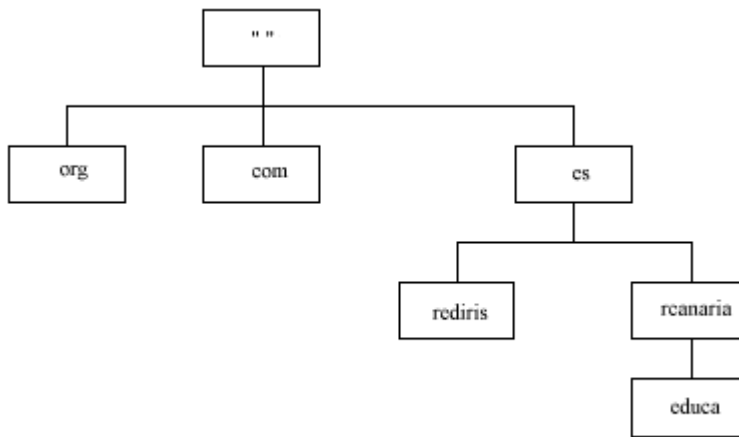 " "
org
com
es
rediris
rcanaria
educa